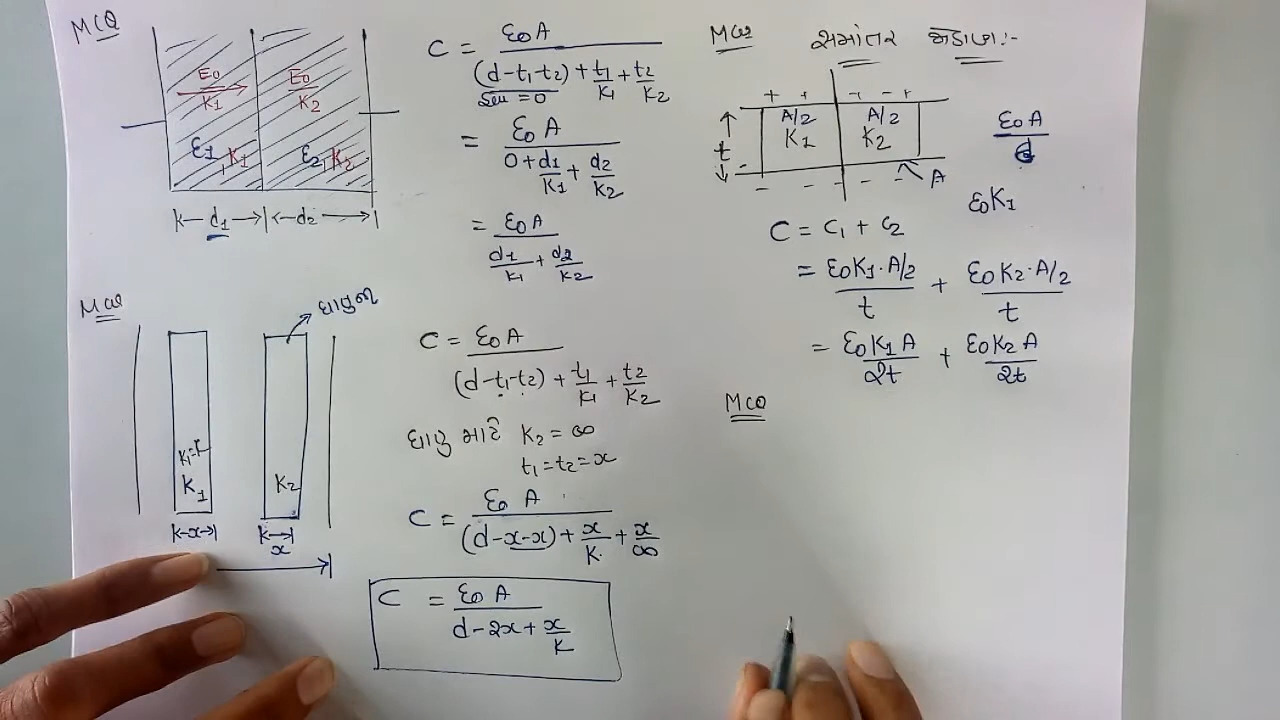 MCQ
E₀/K₁ E₀/K₂
ε₁, K₁ ε₂, K₂
d₁ d₂
C = ε₀A / ((d-t₁-t₂) + t₁/K₁ + t₂/K₂)
= 0
= ε₀A / (0 + d₁/K₁ + d₂/K₂)
= ε₀A / (d₁/K₁ + d₂/K₂)
MCQ
K₁ K₂
x x
C = ε₀A / ((d-t₁-t₂) + t₁/K₁ + t₂/K₂)
ધાતુ માટે K₂ = ∞
t₁ = t₂ = x
C = ε₀A / ((d-x-x) + x/K + x/∞)
C = ε₀A / (d-2x + x/K)
MCQ સમાંતર જોડાણ:-
+ + + - +
A/2 A/2
t K₁ K₂
- - - - - - A
ε₀A / d
ε₀K₁
C = C₁ + C₂
= ε₀K₁·A/2 / t + ε₀K₂·A/2 / t
= ε₀K₁A / 2t + ε₀K₂A / 2t
MCQ